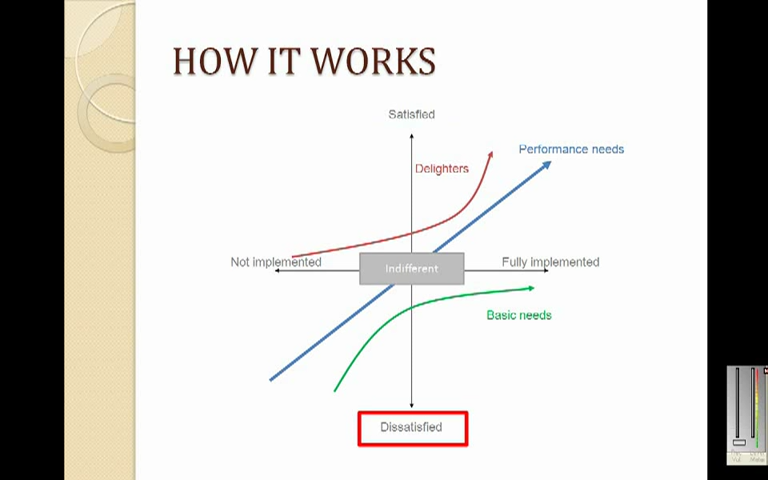 HOW IT WORKS
Satisfied
Performance needs
Delighters
Not implemented
Indifferent
Fully implemented
Basic needs
Dissatisfied